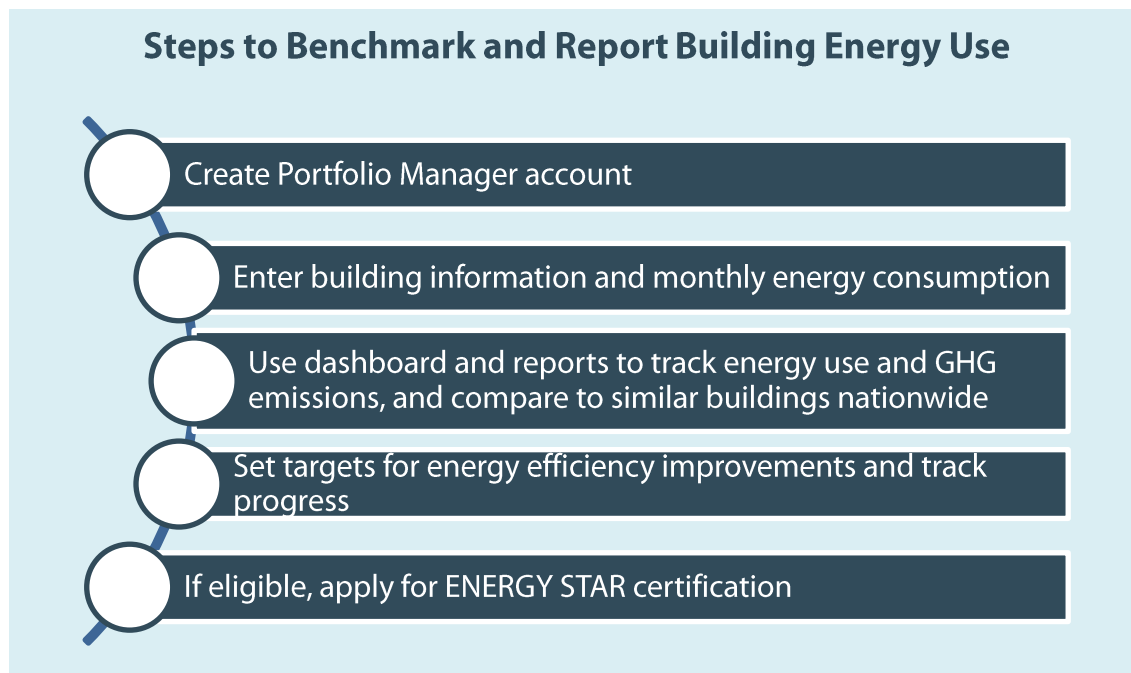 Steps to Benchmark and Report Building Energy Use
Create Portfolio Manager account
Enter building information and monthly energy consumption
Use dashboard and reports to track energy use and GHG
emissions, and compare to similar buildings nationwide
Set targets for energy efficiency improvements and track
progress
If eligible, apply for ENERGY STAR certification